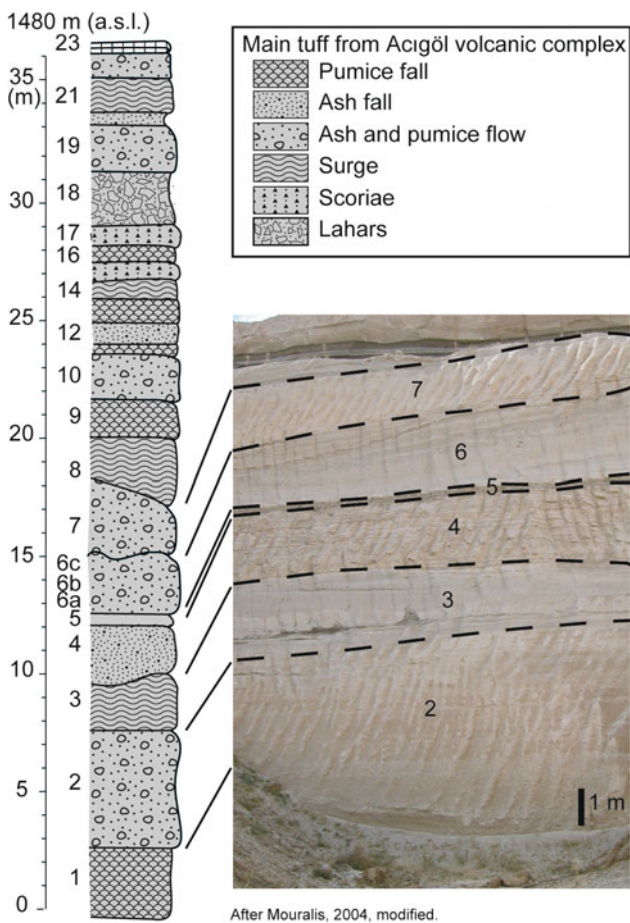 1480 m (a.s.l.)
23
35
(m)
21
19
30
18
17
16
25
14
12
10
20
9
8
7
15
6c
6b
6a
5
4
10
3
5
2
1
0
Main tuff from Acıgöl volcanic complex
Pumice fall
Ash fall
Ash and pumice flow
Surge
Scoriae
Lahars
7
6
5
4
3
2
1 m
After Mouralis, 2004, modified.